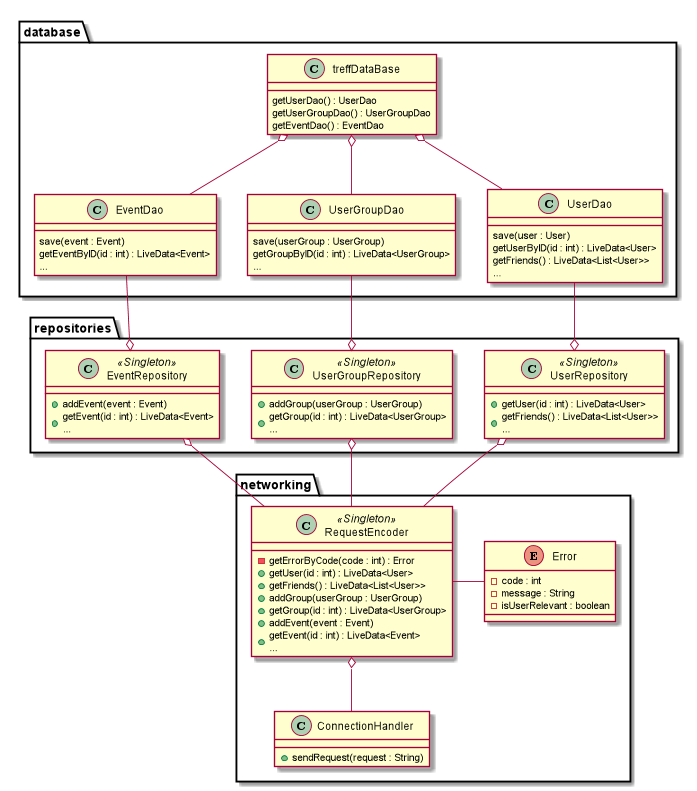 database
C treffDataBase
getUserDao() : UserDao
getUserGroupDao() : UserGroupDao
getEventDao() : EventDao
C EventDao
save(event : Event)
getEventByID(id : int) : LiveData<Event>
...
C UserGroupDao
save(userGroup : UserGroup)
getGroupByID(id : int) : LiveData<UserGroup>
...
C UserDao
save(user : User)
getUserByID(id : int) : LiveData<User>
getFriends() : LiveData<List<User>>
...
repositories
«Singleton»
C EventRepository
addEvent(event : Event)
getEvent(id : int) : LiveData<Event>
...
«Singleton»
C UserGroupRepository
addGroup(userGroup : UserGroup)
getGroup(id : int) : LiveData<UserGroup>
...
«Singleton»
C UserRepository
getUser(id : int) : LiveData<User>
getFriends() : LiveData<List<User>>
...
networking
«Singleton»
C RequestEncoder
getErrorByCode(code : int) : Error
getUser(id : int) : LiveData<User>
getFriends() : LiveData<List<User>>
addGroup(userGroup : UserGroup)
getGroup(id : int) : LiveData<UserGroup>
addEvent(event : Event)
getEvent(id : int) : LiveData<Event>
...
E Error
code : int
message : String
isUserRelevant : boolean
C ConnectionHandler
sendRequest(request : String)